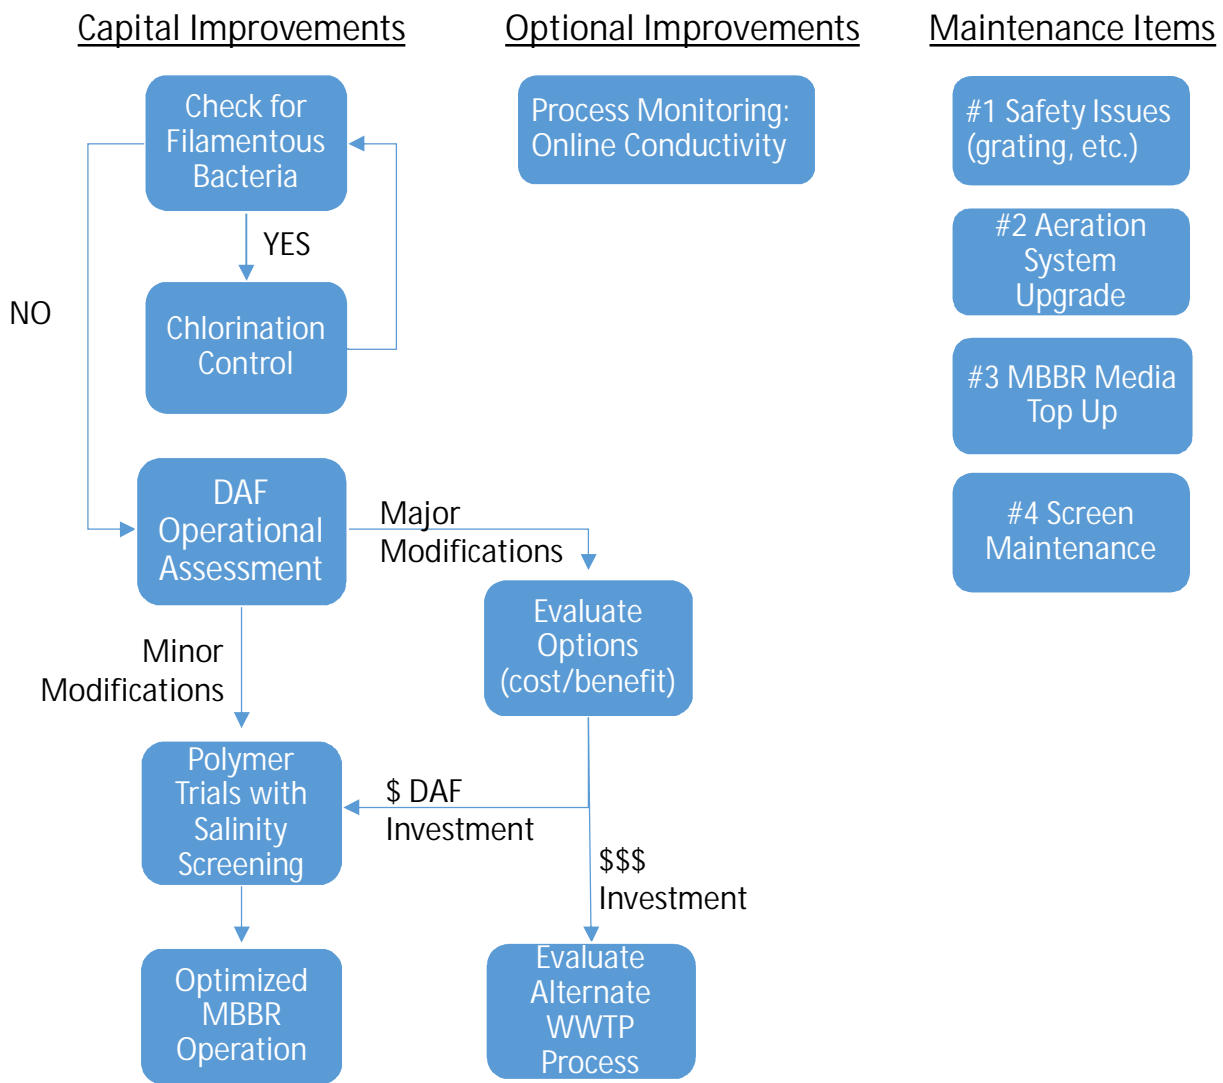 Capital Improvements
Check for
Filamentous
Bacteria
YES
NO
Chlorination
Control
DAF
Operational
Assessment
Major
Modifications
Minor
Modifications
Evaluate
Options
(cost/benefit)
Polymer
Trials with
Salinity
Screening
$ DAF
Investment
$$$
Investment
Optimized
MBBR
Operation
Evaluate
Alternate
WWTP
Process
Optional Improvements
Process Monitoring:
Online Conductivity
Maintenance Items
#1 Safety Issues
(grating, etc.)
#2 Aeration
System
Upgrade
#3 MBBR Media
Top Up
#4 Screen
Maintenance